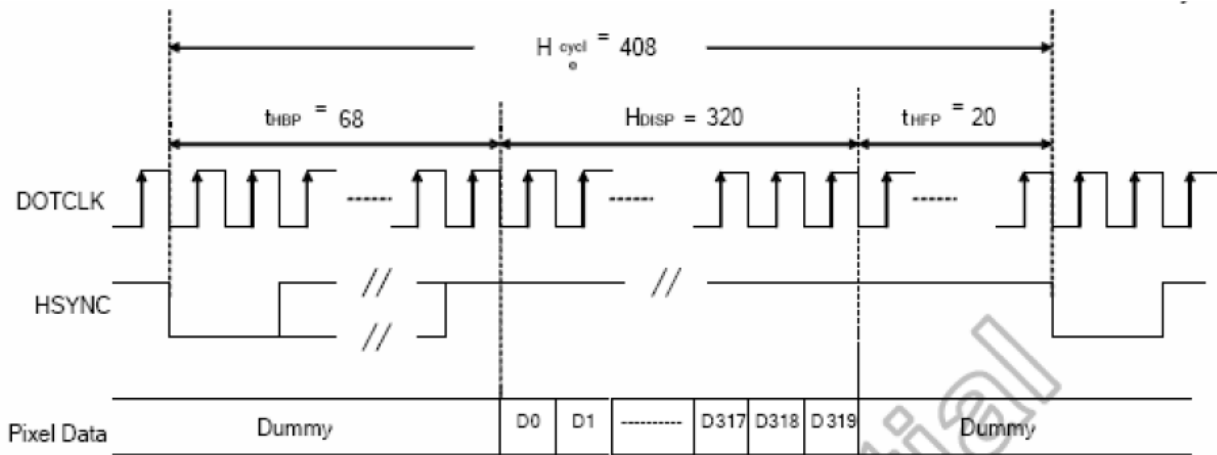 H cycle = 408
tHBP = 68
HDISP = 320
tHFP = 20
DOTCLK
HSYNC
Pixel Data
Dummy
D0
D1
D317
D318
D319
Dummy
tial